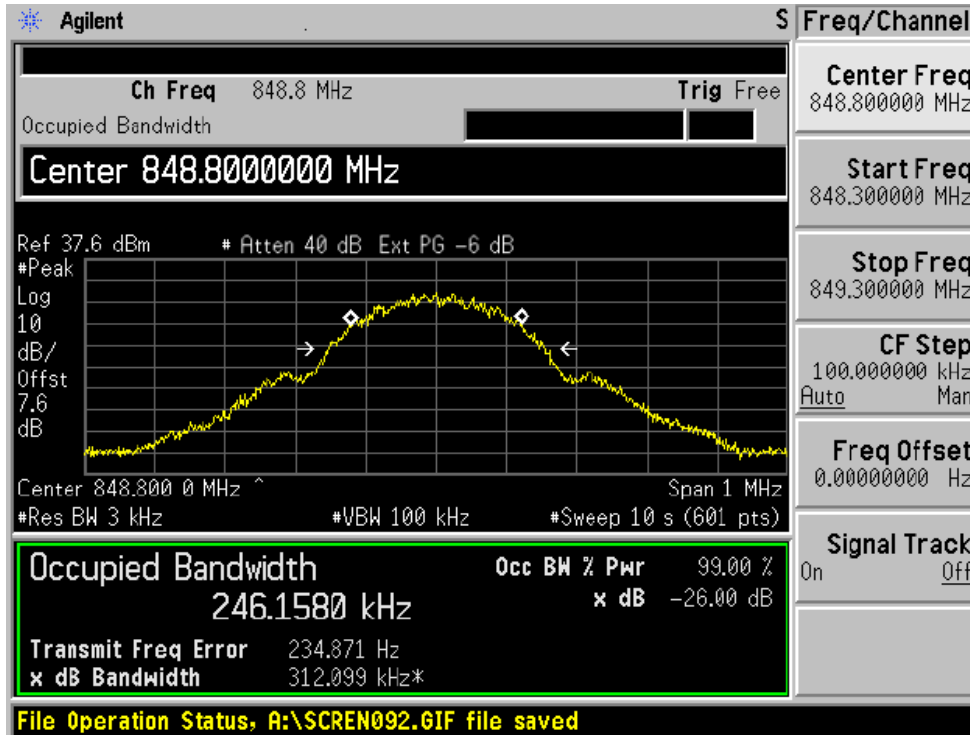 Agilent S Freq/Channel
Ch Freq 848.8 MHz Trig Free
Occupied Bandwidth
Center 848.8000000 MHz
Ref 37.6 dBm # Atten 40 dB Ext PG -6 dB
#Peak
Log
10
dB/
Offst
7.6
dB
Center 848.800 0 MHz ^ Span 1 MHz
#Res BW 3 kHz #VBW 100 kHz #Sweep 10 s (601 pts)
Occupied Bandwidth Occ BW % Pwr 99.00 %
246.1580 kHz x dB -26.00 dB
Transmit Freq Error 234.871 Hz
x dB Bandwidth 312.099 kHz*
File Operation Status, A:\SCREN092.GIF file saved
Center Freq
848.800000 MHz
Start Freq
848.300000 MHz
Stop Freq
849.300000 MHz
CF Step
100.000000 kHz
Auto Man
Freq Offset
0.00000000 Hz
Signal Track
On Off